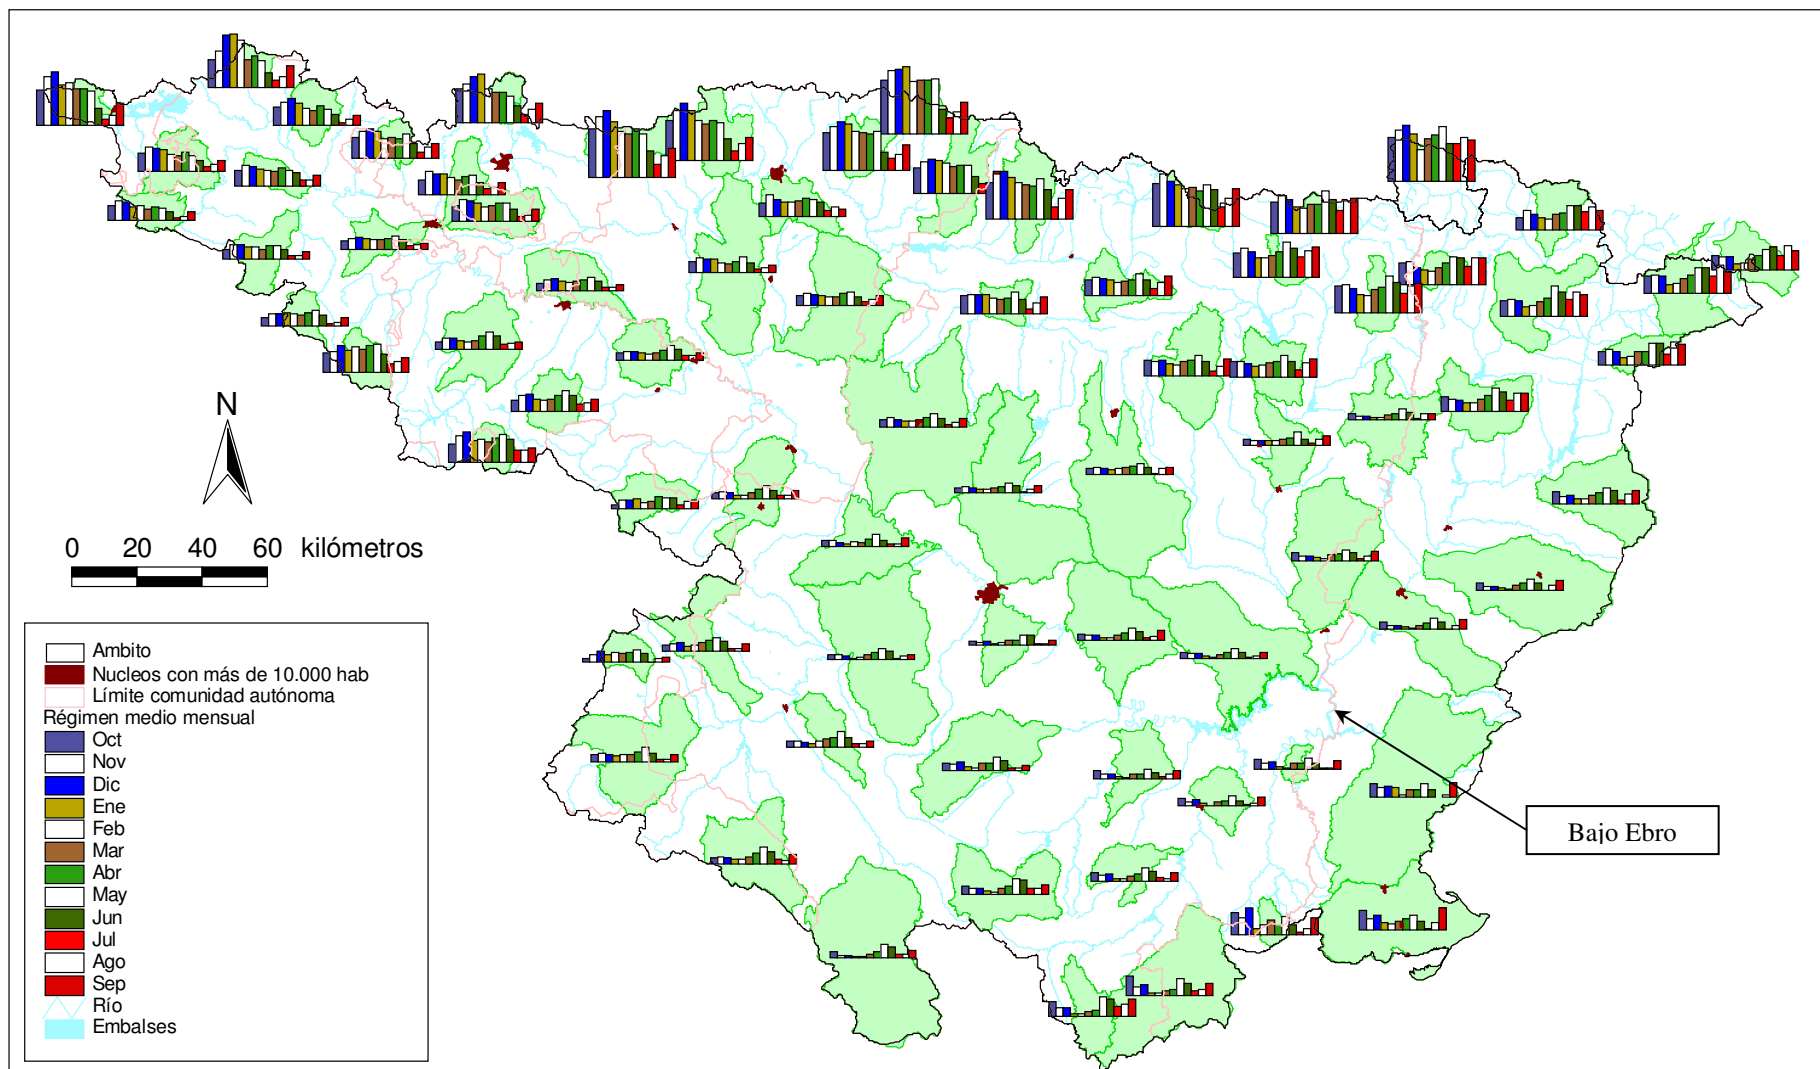 N
0 20 40 60 kilómetros
Ambito
Nucleos con más de 10.000 hab
Límite comunidad autónoma
Régimen medio mensual
Oct
Nov
Dic
Ene
Feb
Mar
Abr
May
Jun
Jul
Ago
Sep
Río
Embalses
Bajo Ebro